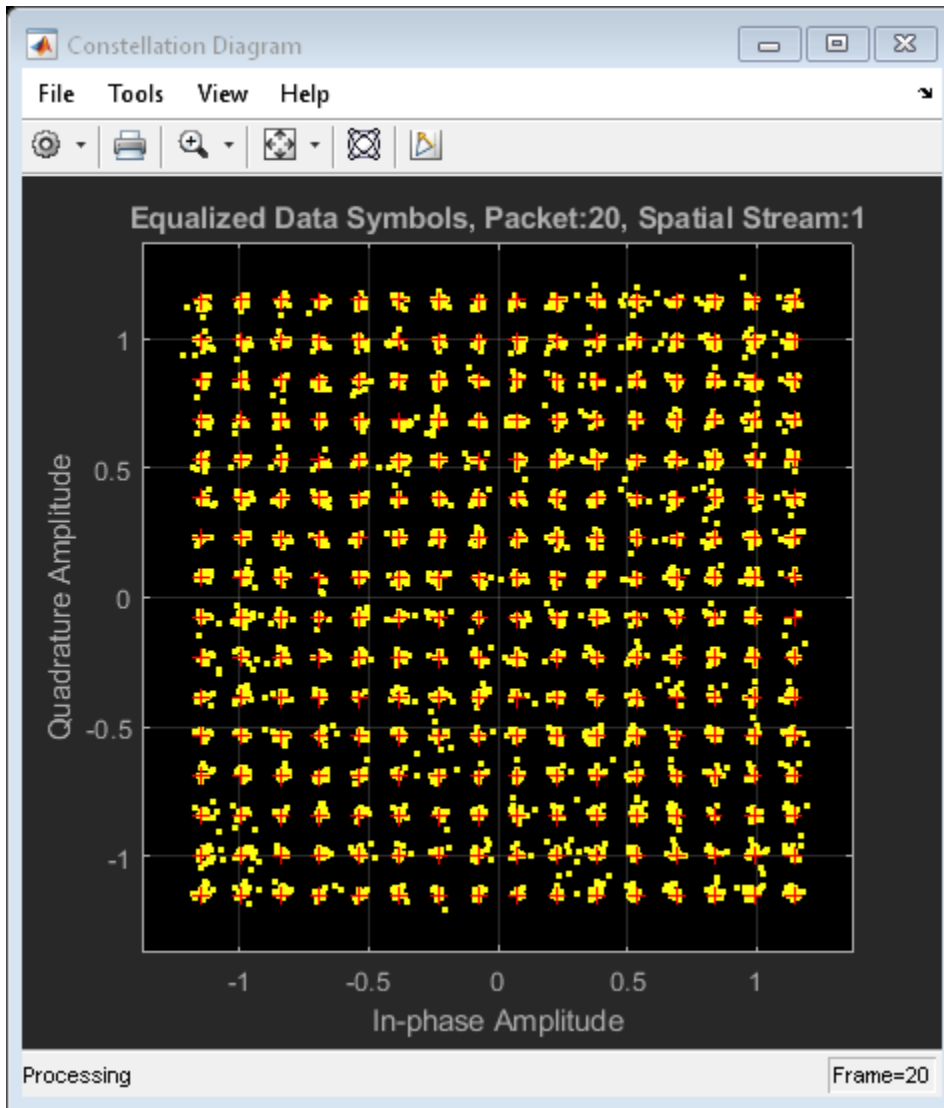 Constellation Diagram
File Tools View Help
Equalized Data Symbols, Packet:20, Spatial Stream:1
1
0.5
0
-0.5
-1
Quadrature Amplitude
-1 -0.5 0 0.5 1
In-phase Amplitude
Processing Frame=20